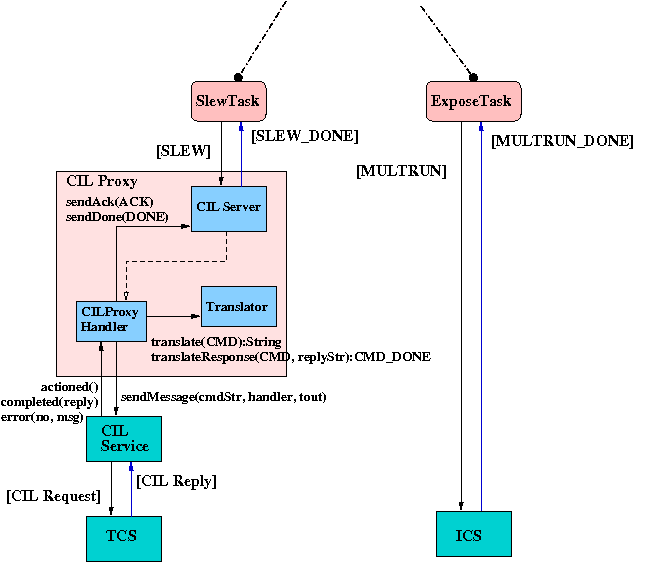 SlewTask
ExposeTask
[SLEW]
[SLEW_DONE]
[MULTRUN]
[MULTRUN_DONE]
CIL Proxy
sendAck(ACK)
sendDone(DONE)
CIL Server
CILProxy
Handler
Translator
translate(CMD):String
translateResponse(CMD, replyStr): CMD_DONE
actioned()
completed(reply)
error(no, msg)
sendMessage(cmdStr, handler, tout)
CIL
Service
[CIL Request]
[CIL Reply]
TCS
ICS